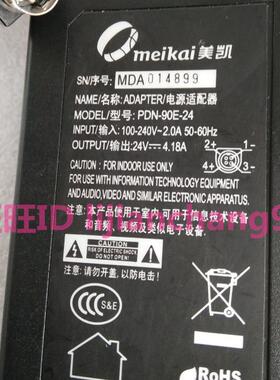 meikai美凯
SN/序号: MDA014899
NAME/名称:ADAPTER/电源适配器
MODEL/型号:PDN-90E-24
INPUT/输入:100-240V~2.0A 50-60Hz
OUTPUT/输出:24V⎓4.18A
CAUTION: FOR INDOOR USE ONLY
FOR USE WITH INFORMATION TECHNOLOGY EQUIPMENT
AND AUDIO,VIDEO AND SIMILAR ELECTRONIC APPARATUS.
注意:本产品使用于室内,可用于信息技术设备
和音频、视频及类似电子设备。
CAUTION
RISK OF ELECTRIC SHOCK
DO NOT OPEN!
注意:请勿开盖,以防电击!
S&E
RoHS